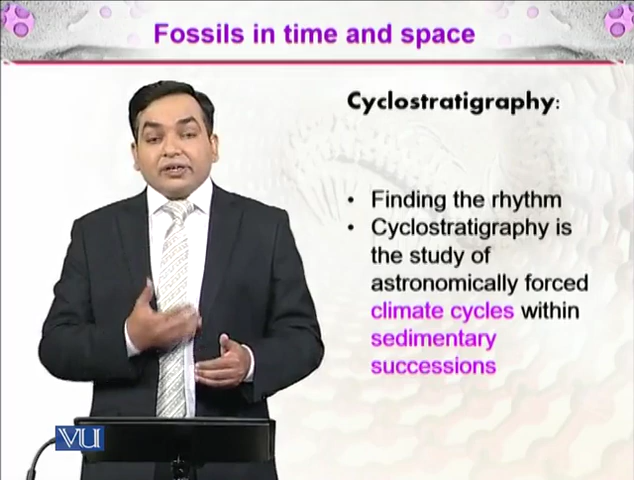 Fossils in time and space
Cyclostratigraphy:
• Finding the rhythm
• Cyclostratigraphy is
the study of
astronomically forced
climate cycles within
sedimentary
successions
VU